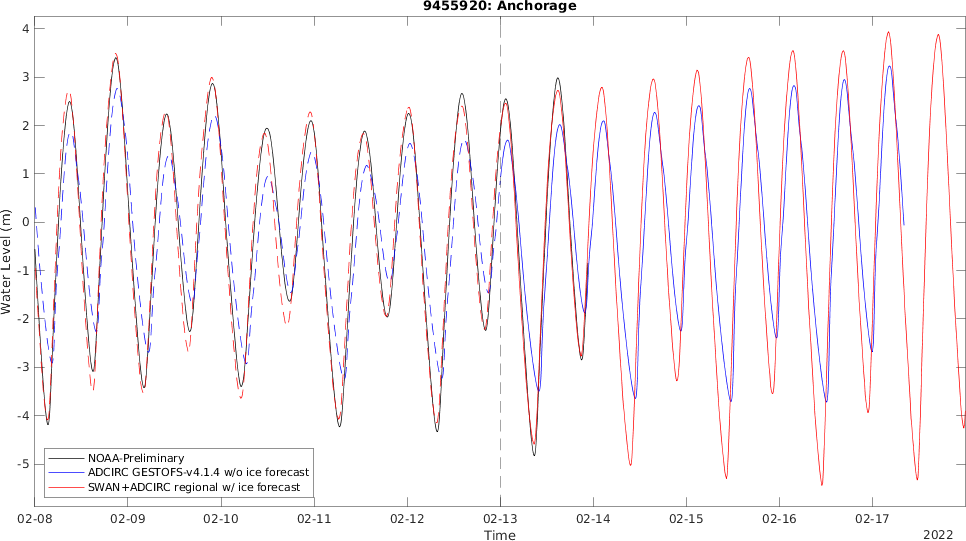 9455920: Anchorage
4
3
2
1
0
-1
-2
-3
-4
-5
Water Level (m)
NOAA-Preliminary
ADCIRC GESTOFS-v4.1.4 w/o ice forecast
SWAN+ADCIRC regional w/ ice forecast
02-08 02-09 02-10 02-11 02-12 02-13 02-14 02-15 02-16 02-17
Time
2022